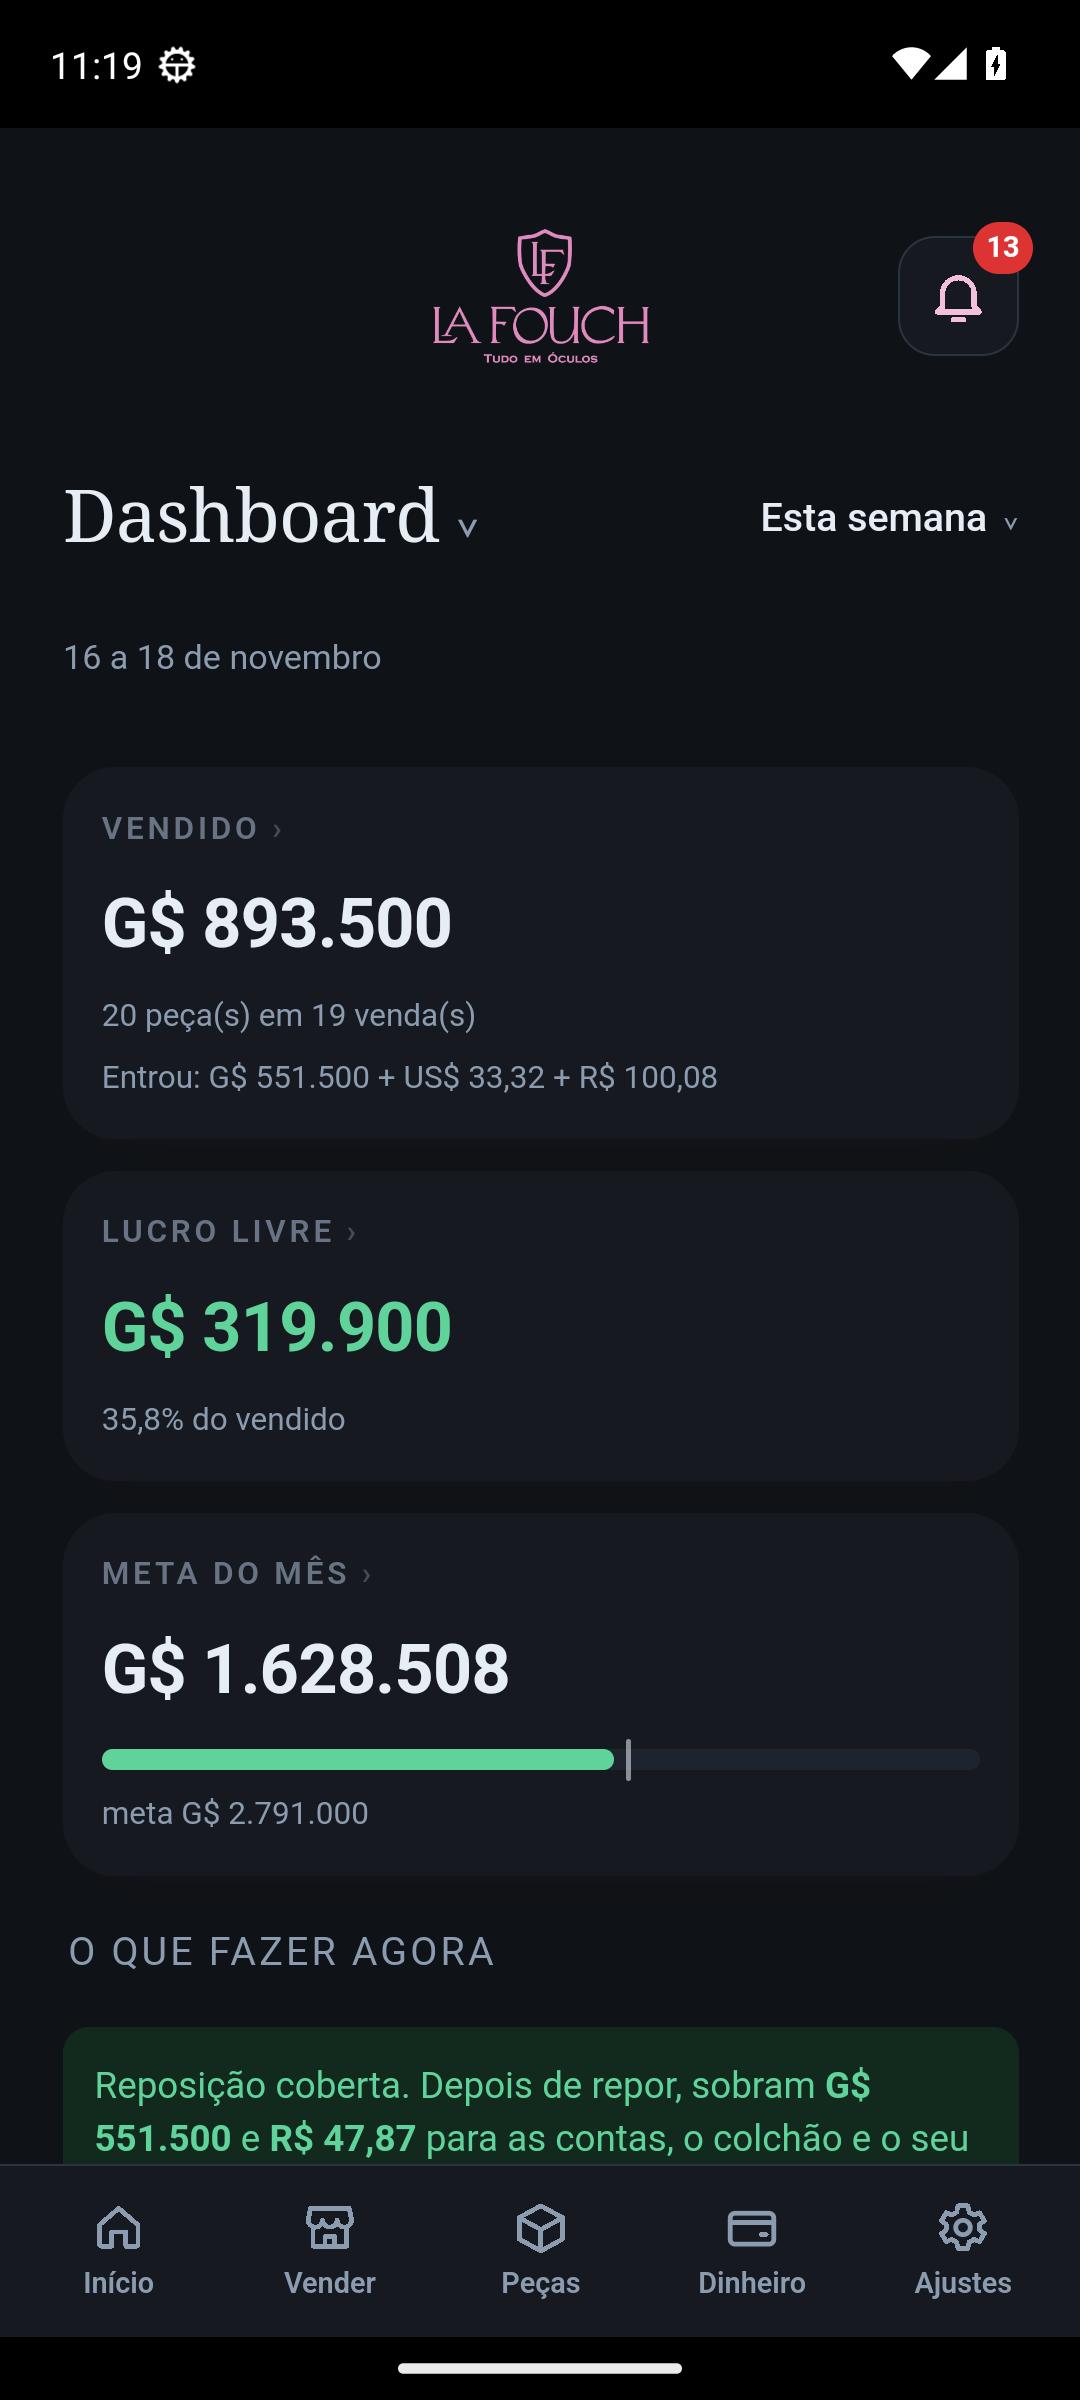 11:19
LF
LA FOUCH
TUDO EM ÓCULOS
13
Dashboard
Esta semana
16 a 18 de novembro
VENDIDO ›
G$ 893.500
20 peça(s) em 19 venda(s)
Entrou: G$ 551.500 + US$ 33,32 + R$ 100,08
LUCRO LIVRE ›
G$ 319.900
35,8% do vendido
META DO MÊS ›
G$ 1.628.508
meta G$ 2.791.000
O QUE FAZER AGORA
Reposição coberta. Depois de repor, sobram G$
551.500 e R$ 47,87 para as contas, o colchão e o seu
Início
Vender
Peças
Dinheiro
Ajustes